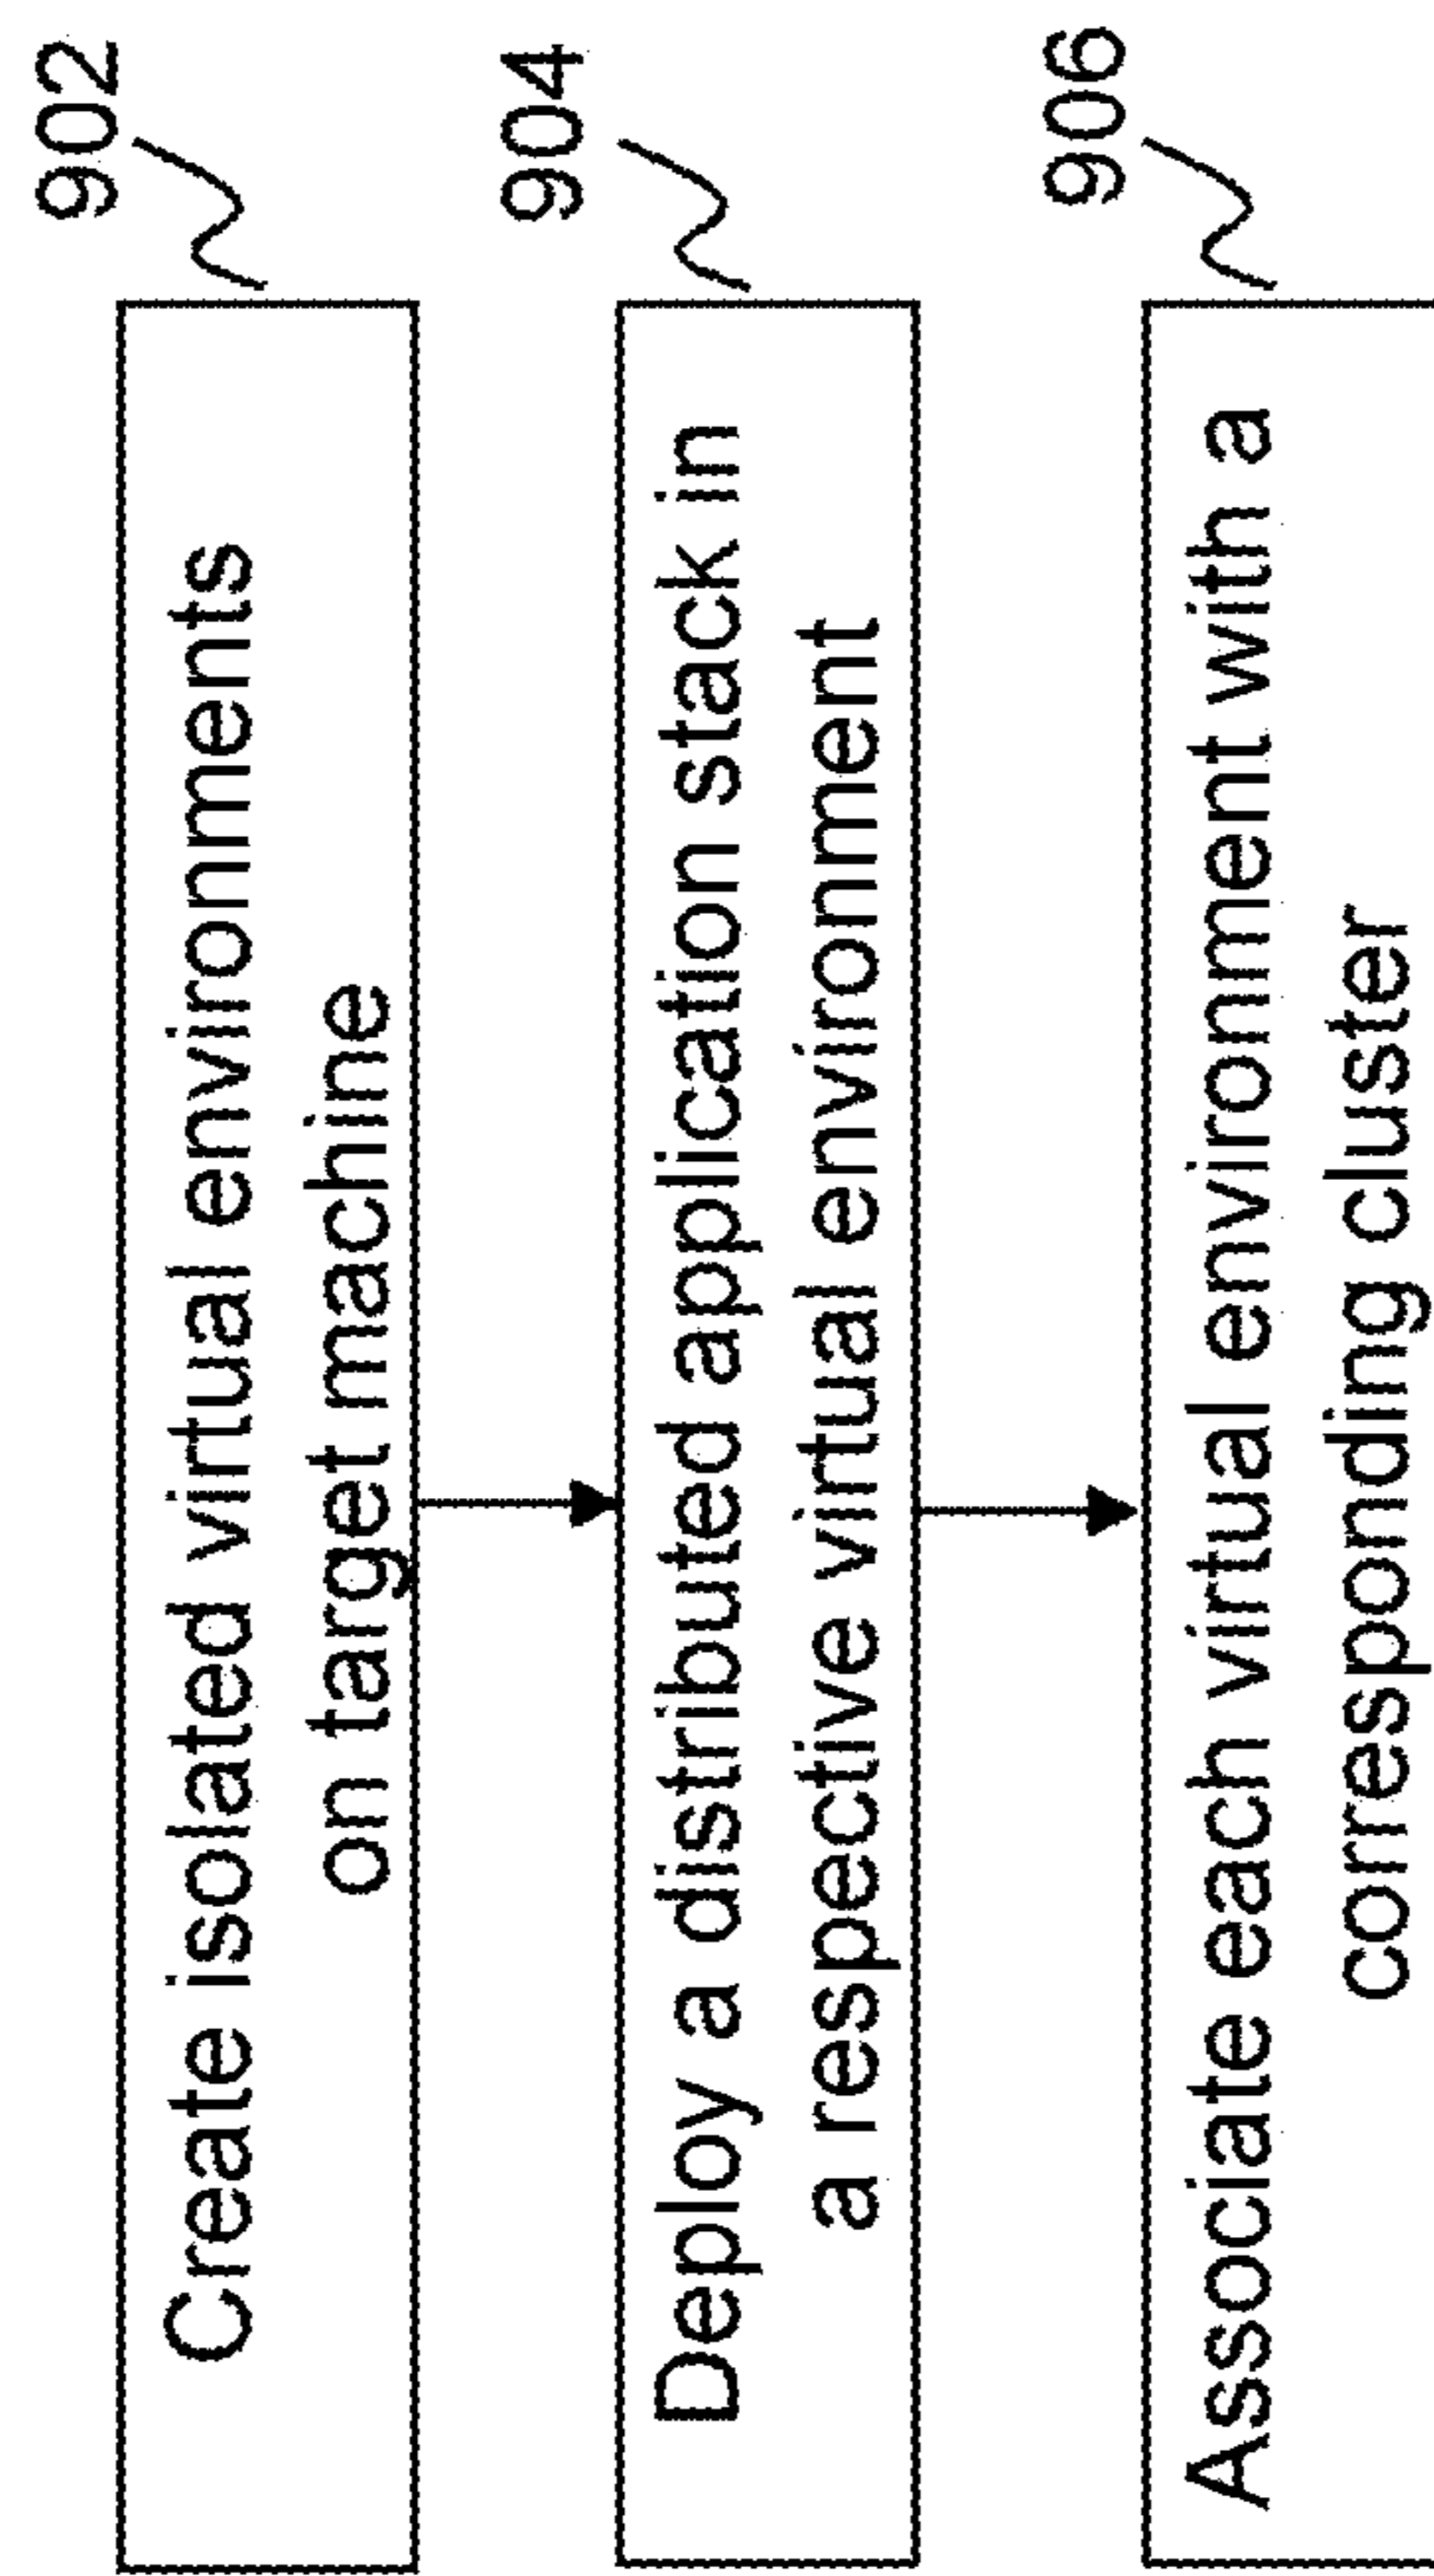 902
Create isolated virtual environments
on target machine
904
Deploy a distributed application stack in
a respective virtual environment
906
Associate each virtual environment with a
corresponding cluster